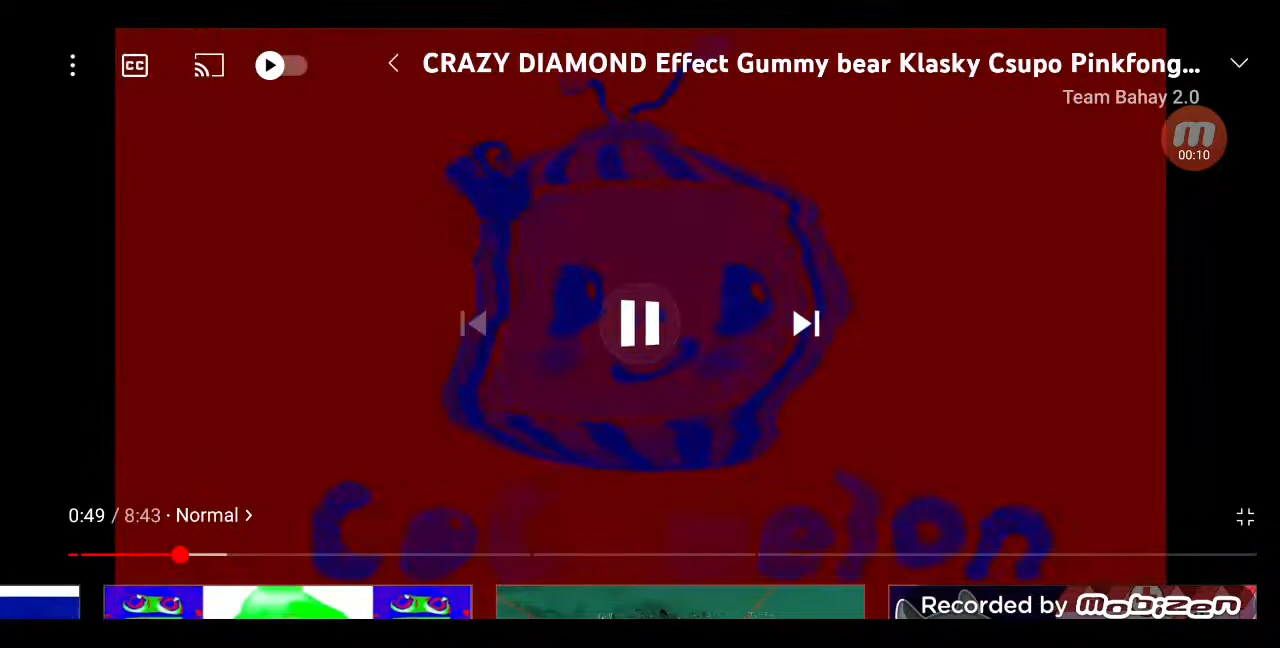 CC
CRAZY DIAMOND Effect Gummy bear Klasky Csupo Pinkfong...
Team Bahay 2.0
00:10
0:49 / 8:43 · Normal
Recorded by mobizen